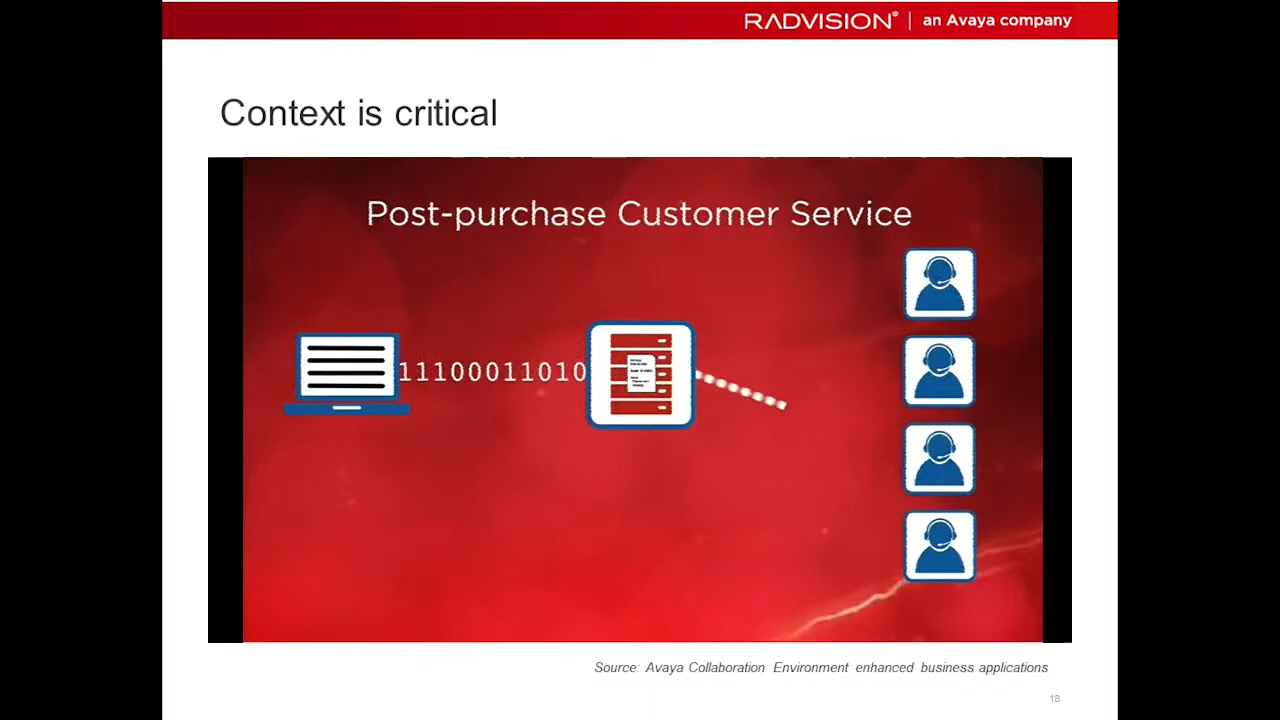 RADVISION® | an Avaya company
Context is critical
Post-purchase Customer Service
11100011010
Source: Avaya Collaboration Environment enhanced business applications
18